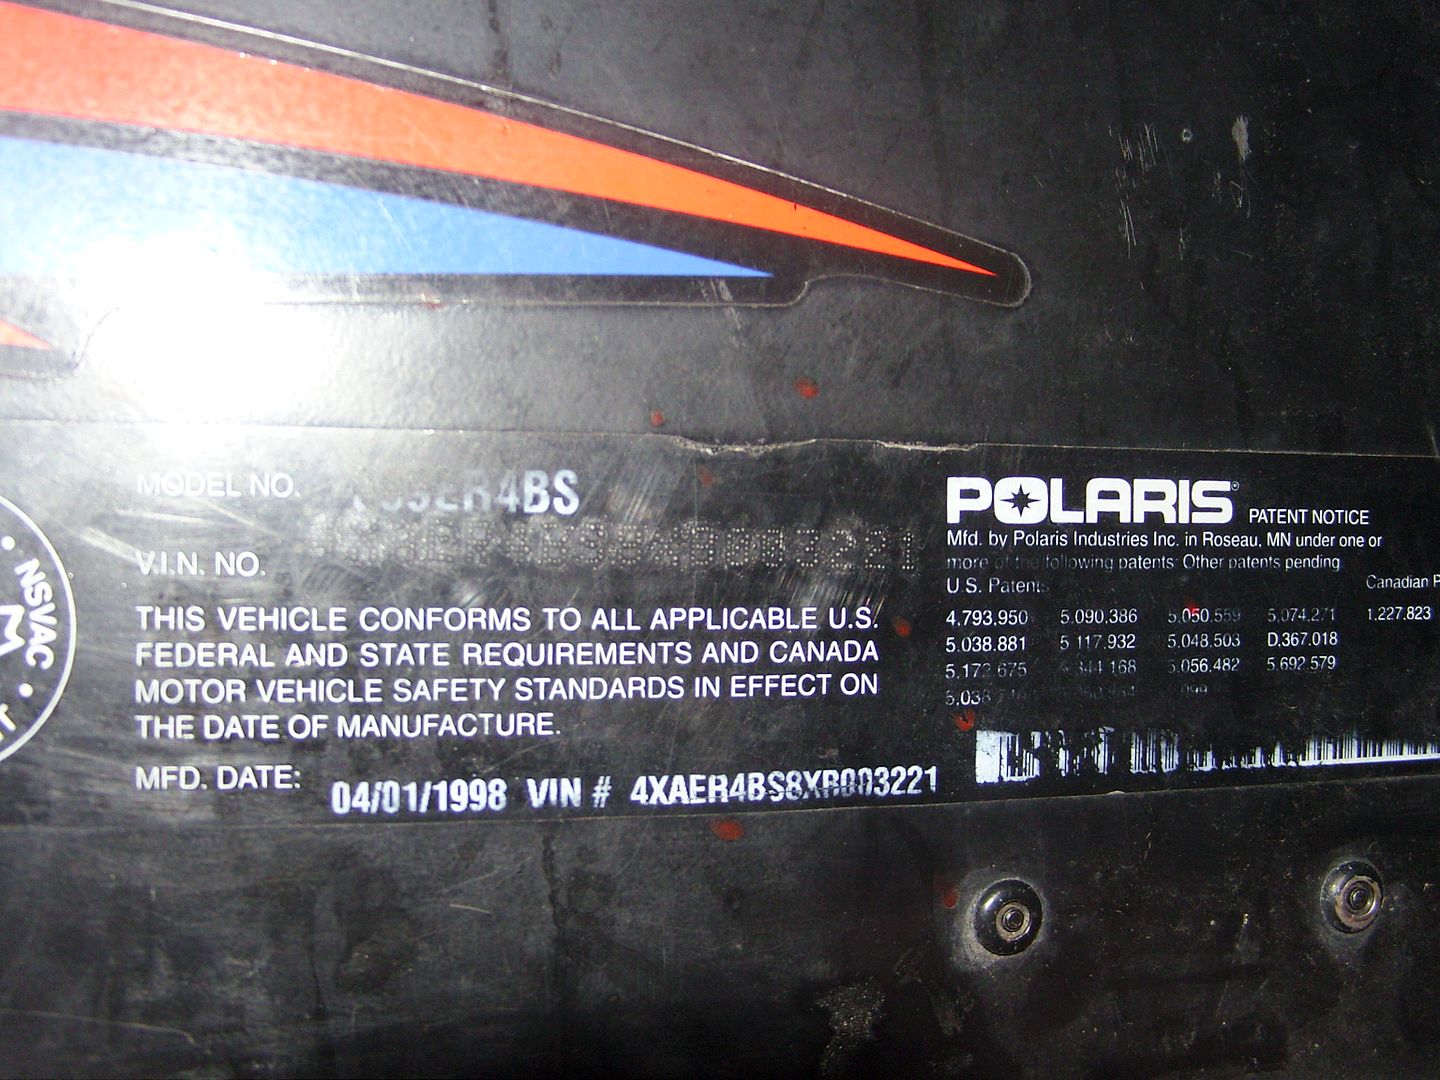 MODEL NO.
V.I.N. NO.
THIS VEHICLE CONFORMS TO ALL APPLICABLE U.S.
FEDERAL AND STATE REQUIREMENTS AND CANADA
MOTOR VEHICLE SAFETY STANDARDS IN EFFECT ON
THE DATE OF MANUFACTURE.
MFD. DATE: 04/01/1998 VIN # 4XAER4BS8XB003221
NSVAC
POLARIS PATENT NOTICE
Mfd. by Polaris Industries Inc. in Roseau, MN under one or
more of the following patents Other patents pending
U.S. Patents Canadian P
4.793.950 5.090.386 5.050.559 5.074.271 1.227.823
5.038.881 5 117.932 5.048.503 D,367.018
5.172 675 168 5.056.482 5.692.579